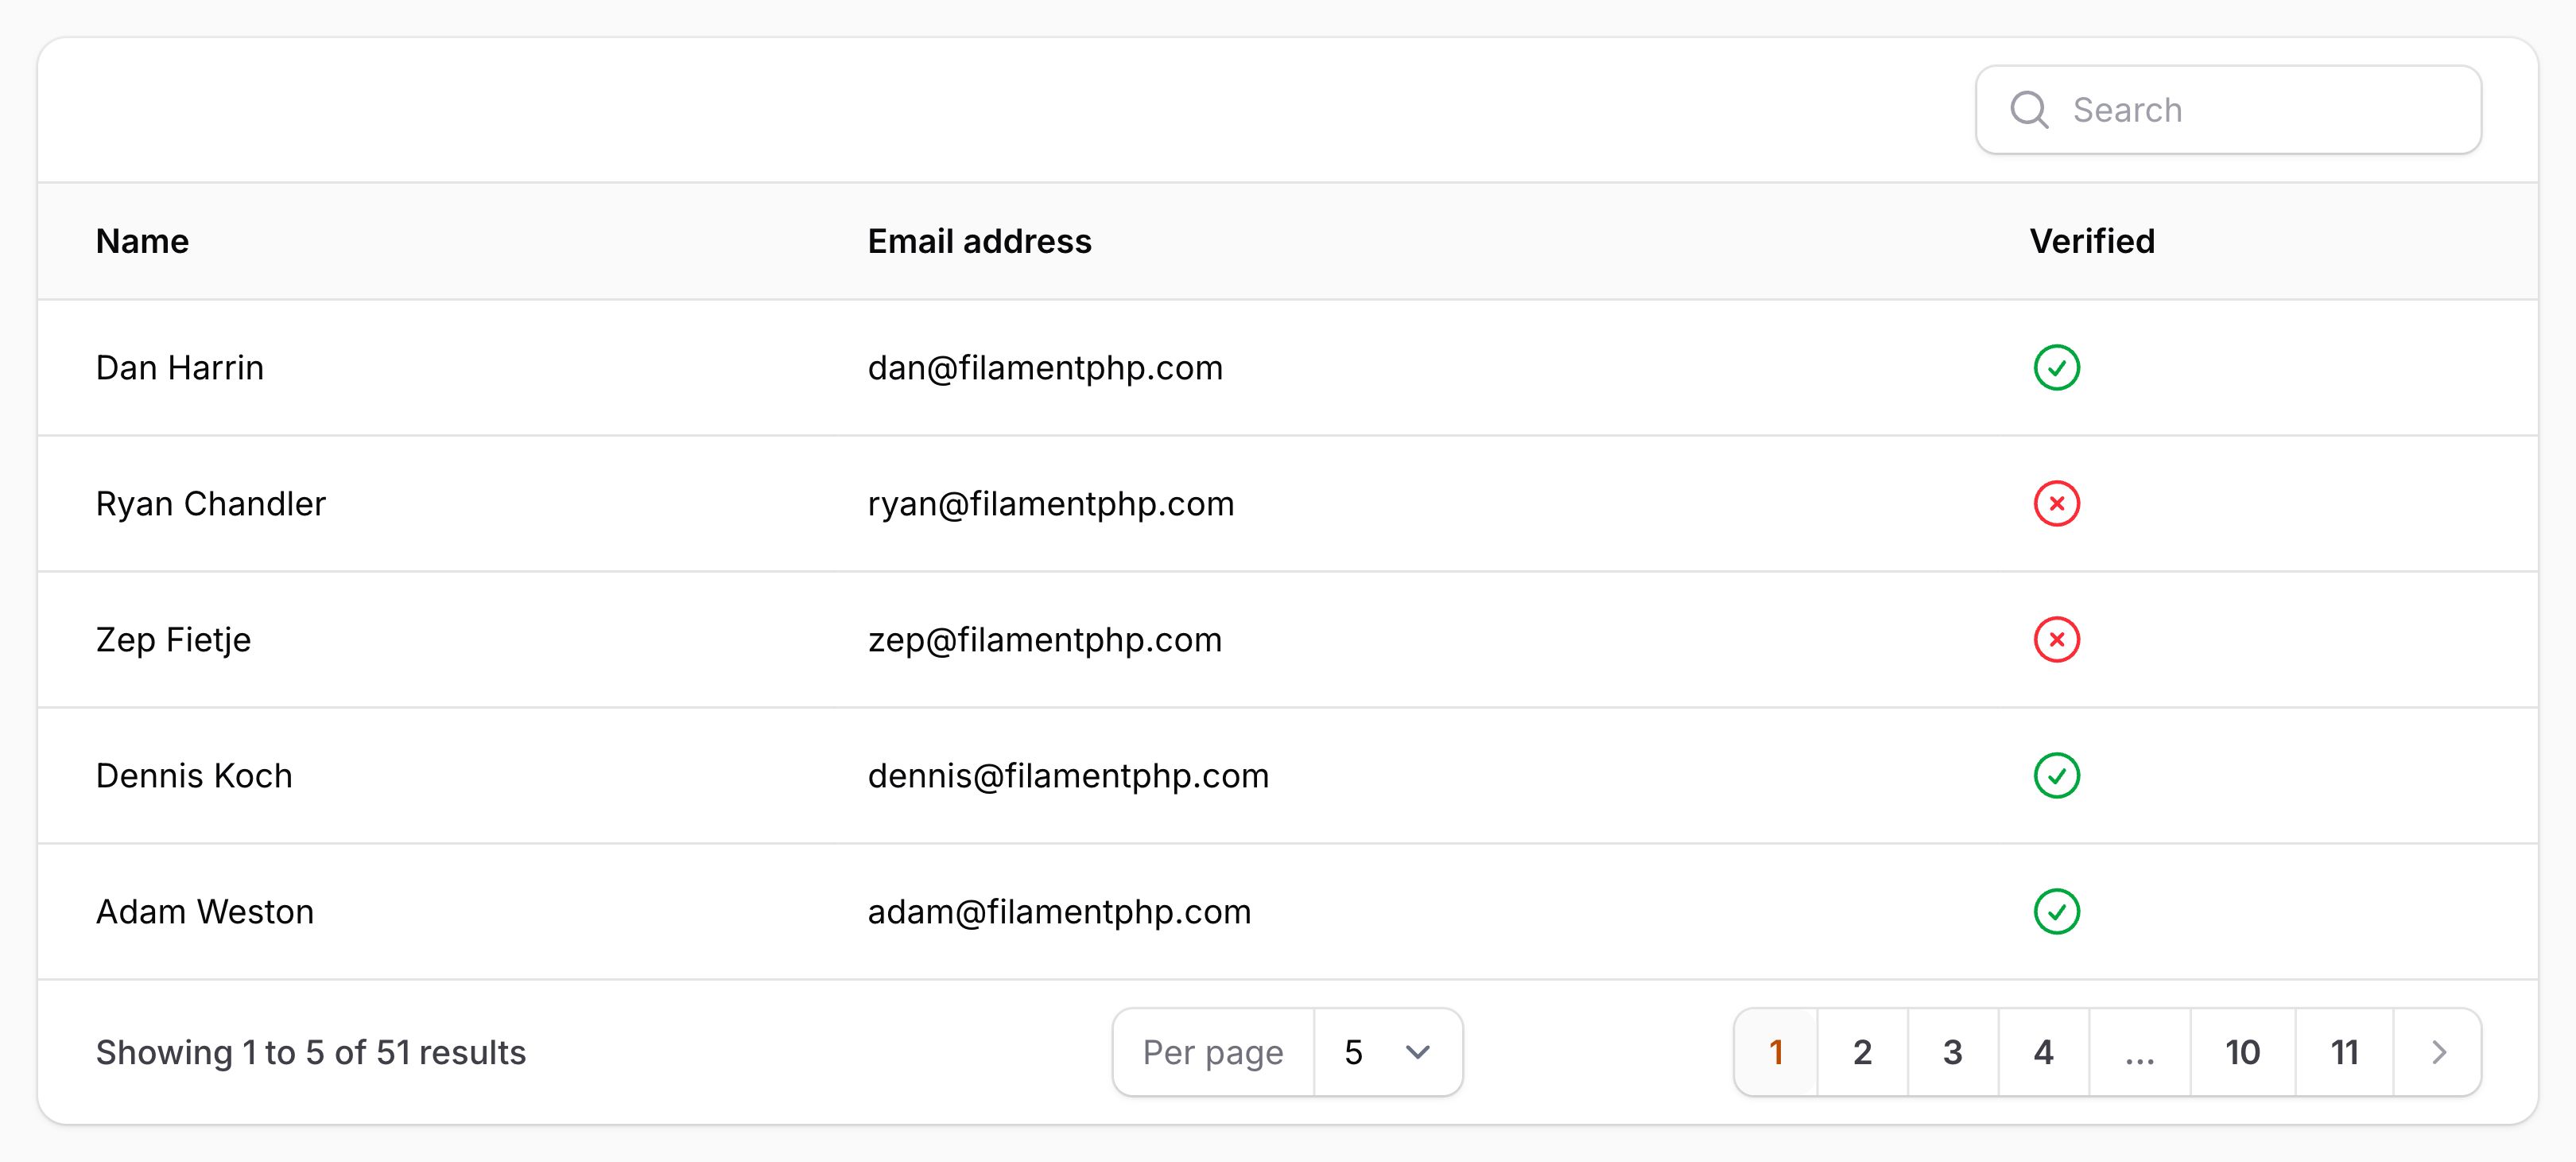 Search
Name Email address Verified
Dan Harrin dan@filamentphp.com
Ryan Chandler ryan@filamentphp.com
Zep Fietje zep@filamentphp.com
Dennis Koch dennis@filamentphp.com
Adam Weston adam@filamentphp.com
Showing 1 to 5 of 51 results Per page 5 1 2 3 4 ... 10 11